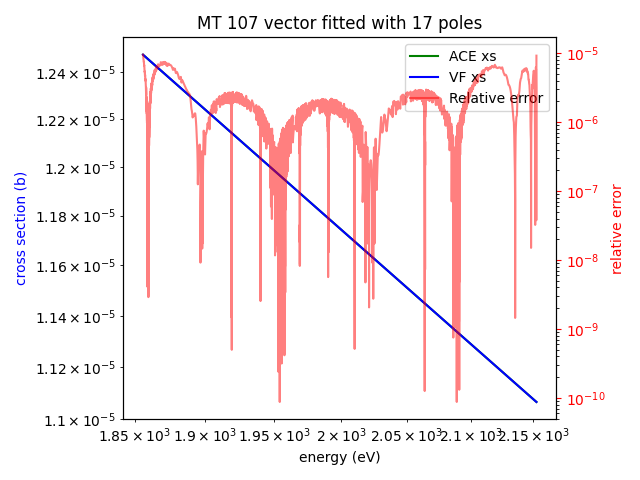 MT 107 vector fitted with 17 poles
ACE xs
VF xs
Relative error
1.24 × 10⁻⁵
1.22 × 10⁻⁵
1.2 × 10⁻⁵
1.18 × 10⁻⁵
1.16 × 10⁻⁵
1.14 × 10⁻⁵
1.12 × 10⁻⁵
1.1 × 10⁻⁵
cross section (b)
10⁻⁵
10⁻⁶
10⁻⁷
10⁻⁸
10⁻⁹
10⁻¹⁰
relative error
1.85 × 10³ 1.9 × 10³ 1.95 × 10³ 2 × 10³ 2.05 × 10³ 2.1 × 10³ 2.15 × 10³
energy (eV)